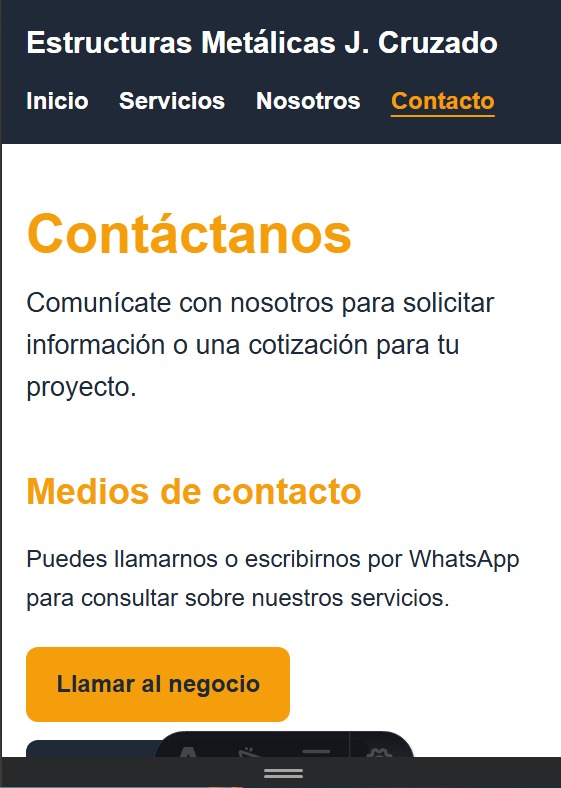 Estructuras Metálicas J. Cruzado
Inicio Servicios Nosotros Contacto
Contáctanos
Comunícate con nosotros para solicitar
información o una cotización para tu
proyecto.
Medios de contacto
Puedes llamarnos o escribirnos por WhatsApp
para consultar sobre nuestros servicios.
Llamar al negocio